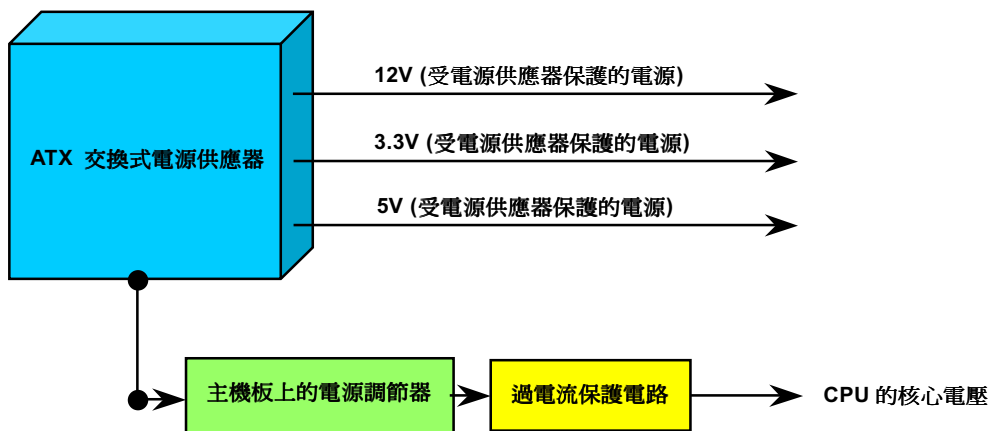 12V (受電源供應器保護的電源)
ATX 交換式電源供應器
3.3V (受電源供應器保護的電源)
5V (受電源供應器保護的電源)
主機板上的電源調節器
過電流保護電路
CPU 的核心電壓